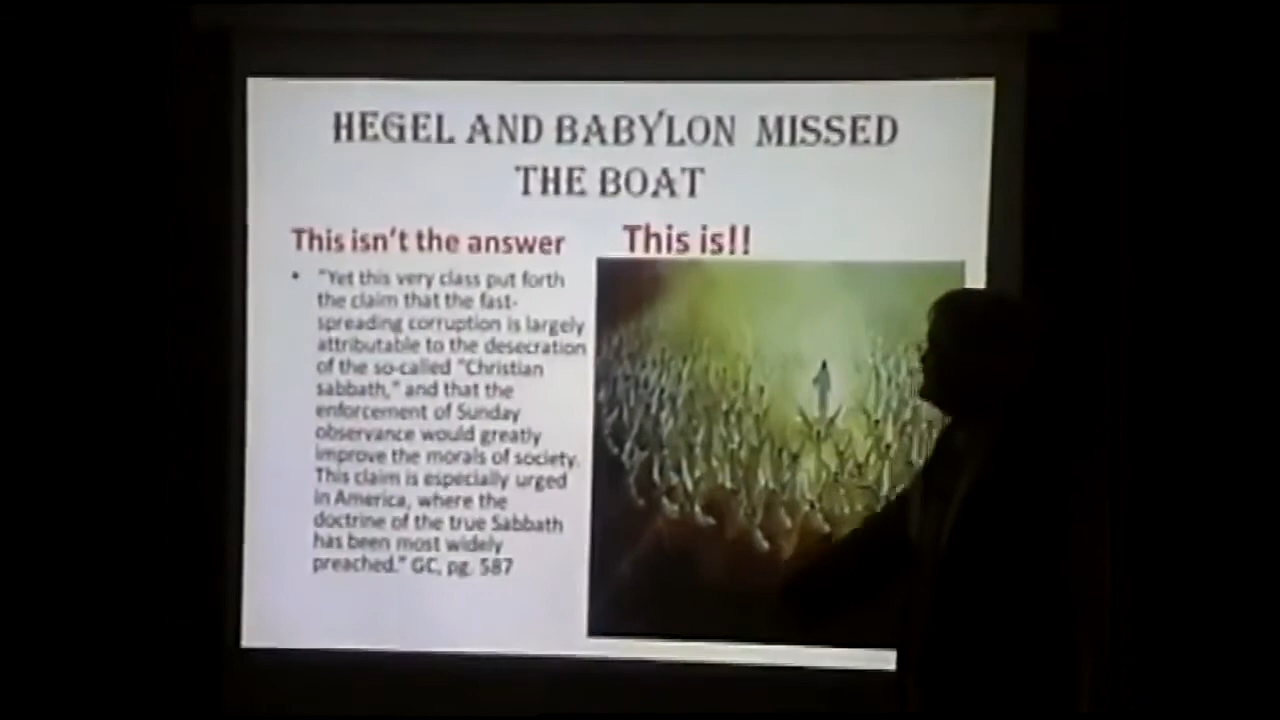 HEGEL AND BABYLON MISSED
THE BOAT
This isn't the answer
• "Yet this very class put forth
the claim that the fast-
spreading corruption is largely
attributable to the desecration
of the so-called "Christian
sabbath," and that the
enforcement of Sunday
observance would greatly
improve the morals of society.
This claim is especially urged
in America, where the
doctrine of the true Sabbath
has been most widely
preached." GC, pg. 587
This is!!